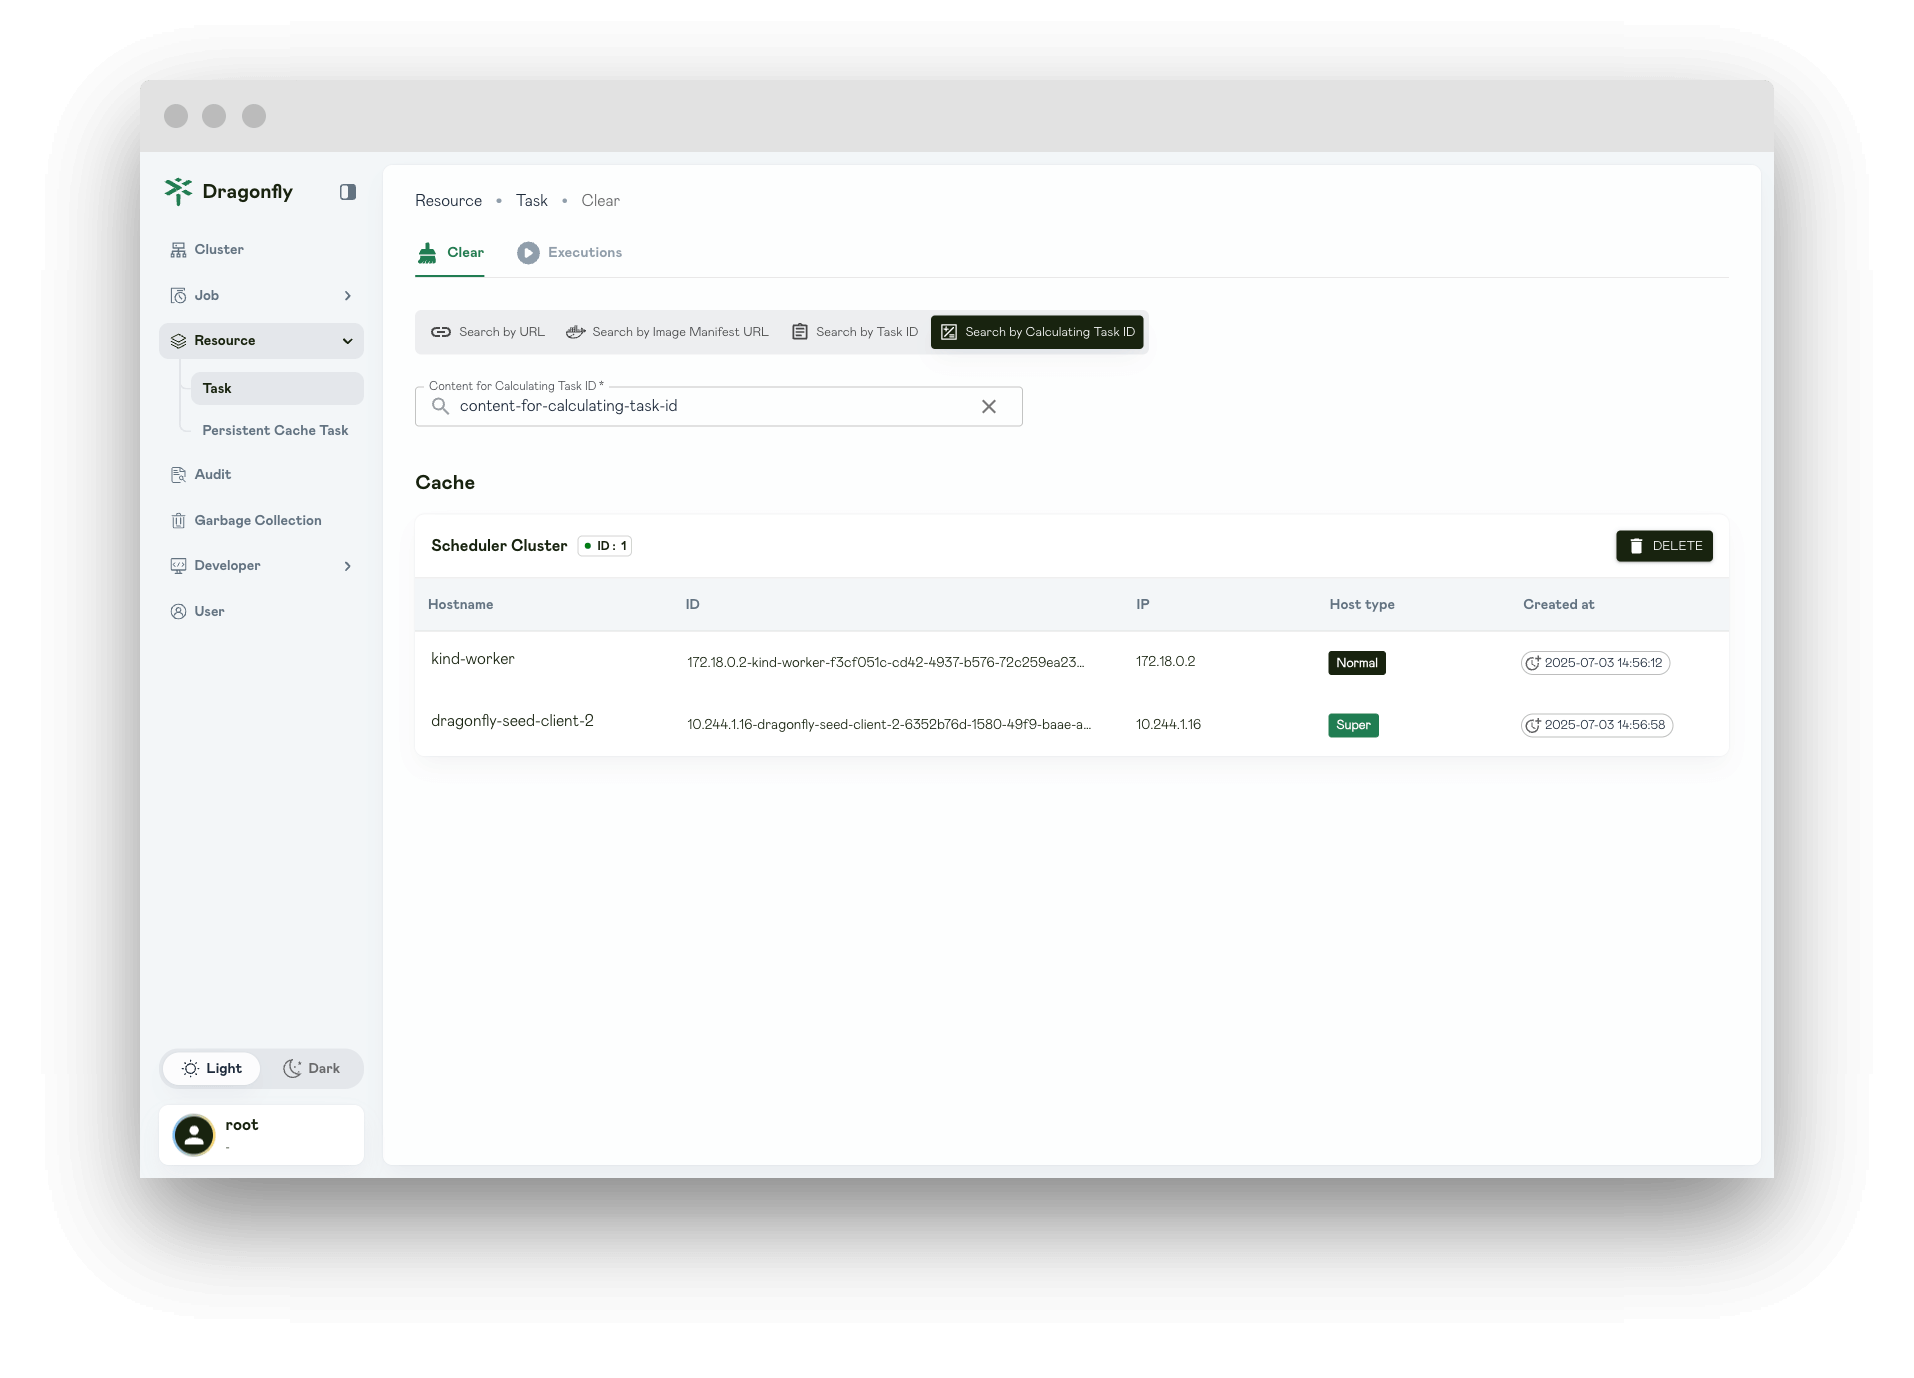 Dragonfly
Cluster
Job
Resource
Task
Persistent Cache Task
Audit
Garbage Collection
Developer
User
Light Dark
root
-
Resource • Task • Clear
Clear Executions
Search by URL Search by Image Manifest URL Search by Task ID Search by Calculating Task ID
Content for Calculating Task ID *
content-for-calculating-task-id
Cache
Scheduler Cluster ID : 1 DELETE
Hostname ID IP Host type Created at
kind-worker 172.18.0.2-kind-worker-f3cf051c-cd42-4937-b576-72c259ea23... 172.18.0.2 Normal 2025-07-03 14:56:12
dragonfly-seed-client-2 10.244.1.16-dragonfly-seed-client-2-6352b76d-1580-49f9-baae-a... 10.244.1.16 Super 2025-07-03 14:56:58